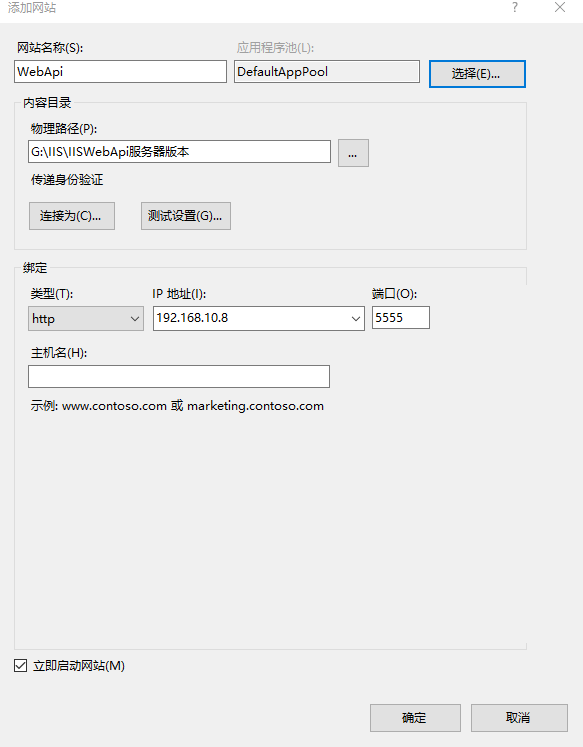 添加网站
?
网站名称(S):
应用程序池(L):
WebApi
DefaultAppPool
选择(E)...
内容目录
物理路径(P):
G:\IIS\IISWebApi服务器版本
...
传递身份验证
连接为(C)...
测试设置(G)...
绑定
类型(T):
IP 地址(I):
端口(O):
http
192.168.10.8
5555
主机名(H):
示例: www.contoso.com 或 marketing.contoso.com
立即启动网站(M)
确定
取消